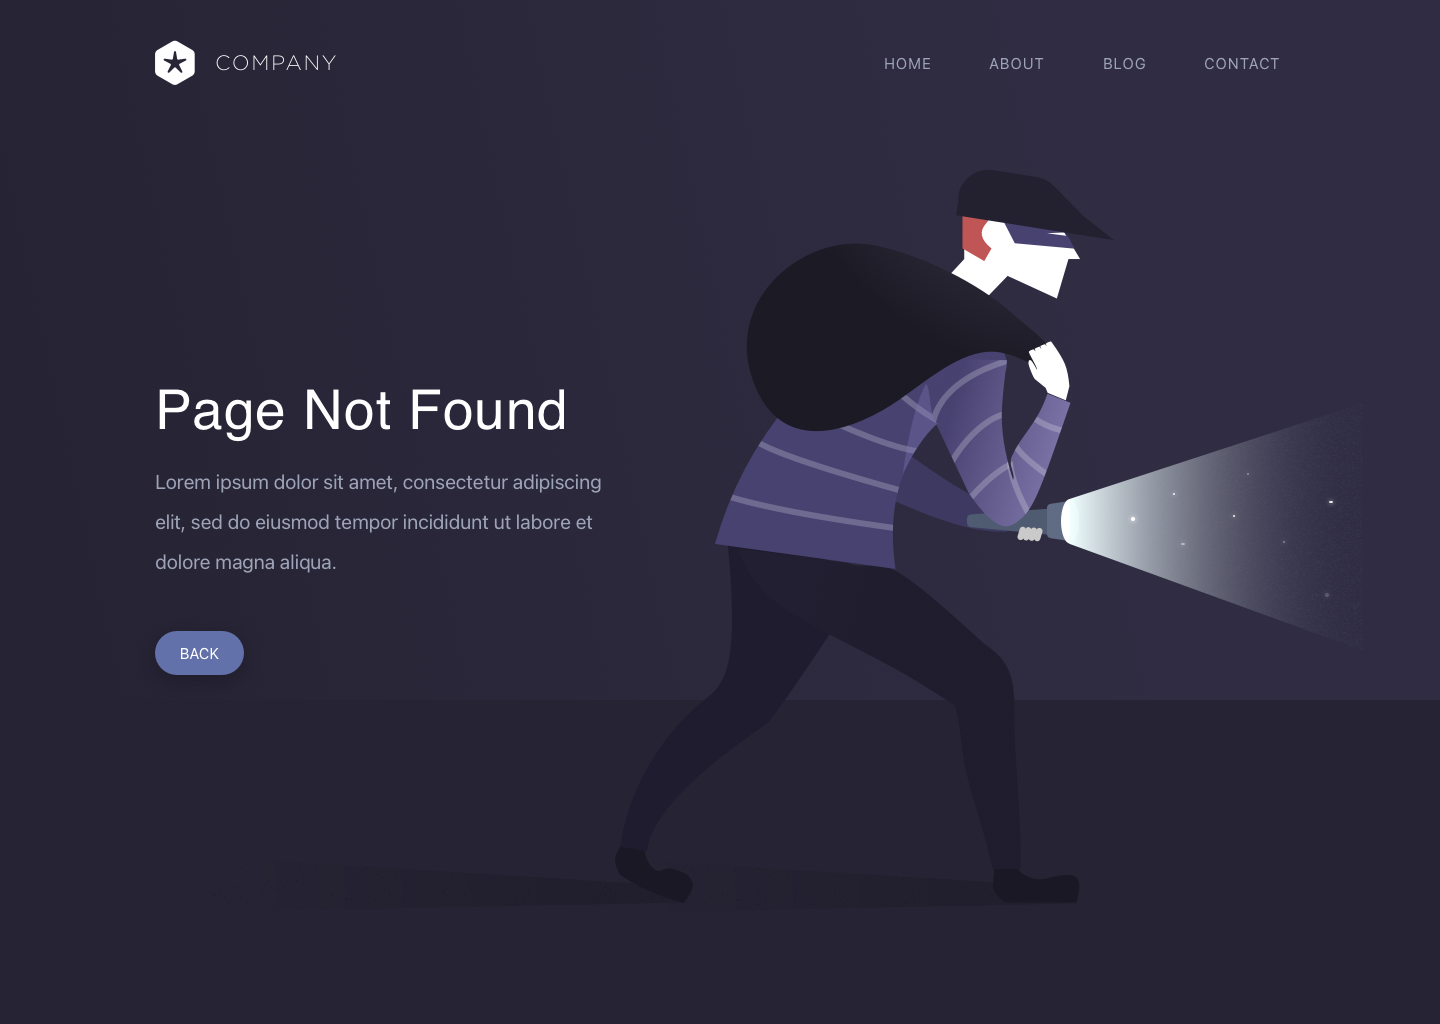 COMPANY
HOME ABOUT BLOG CONTACT
Page Not Found
Lorem ipsum dolor sit amet, consectetur adipiscing
elit, sed do eiusmod tempor incididunt ut labore et
dolore magna aliqua.
BACK